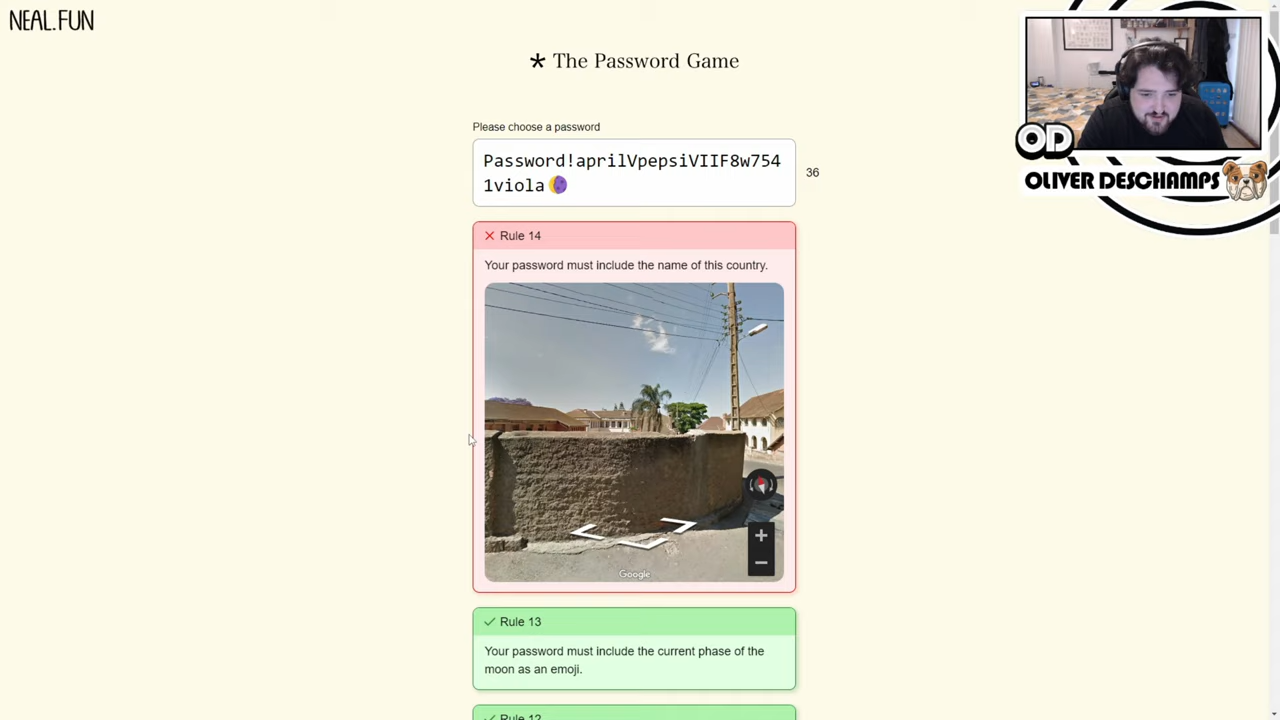 NEAL.FUN
* The Password Game
Please choose a password
Password!aprilVpepsiVIIF8w754
1viola🌖
36
Rule 14
Your password must include the name of this country.
+
−
Google
Rule 13
Your password must include the current phase of the
moon as an emoji.
Rule 12
OD
OLIVER DESCHAMPS